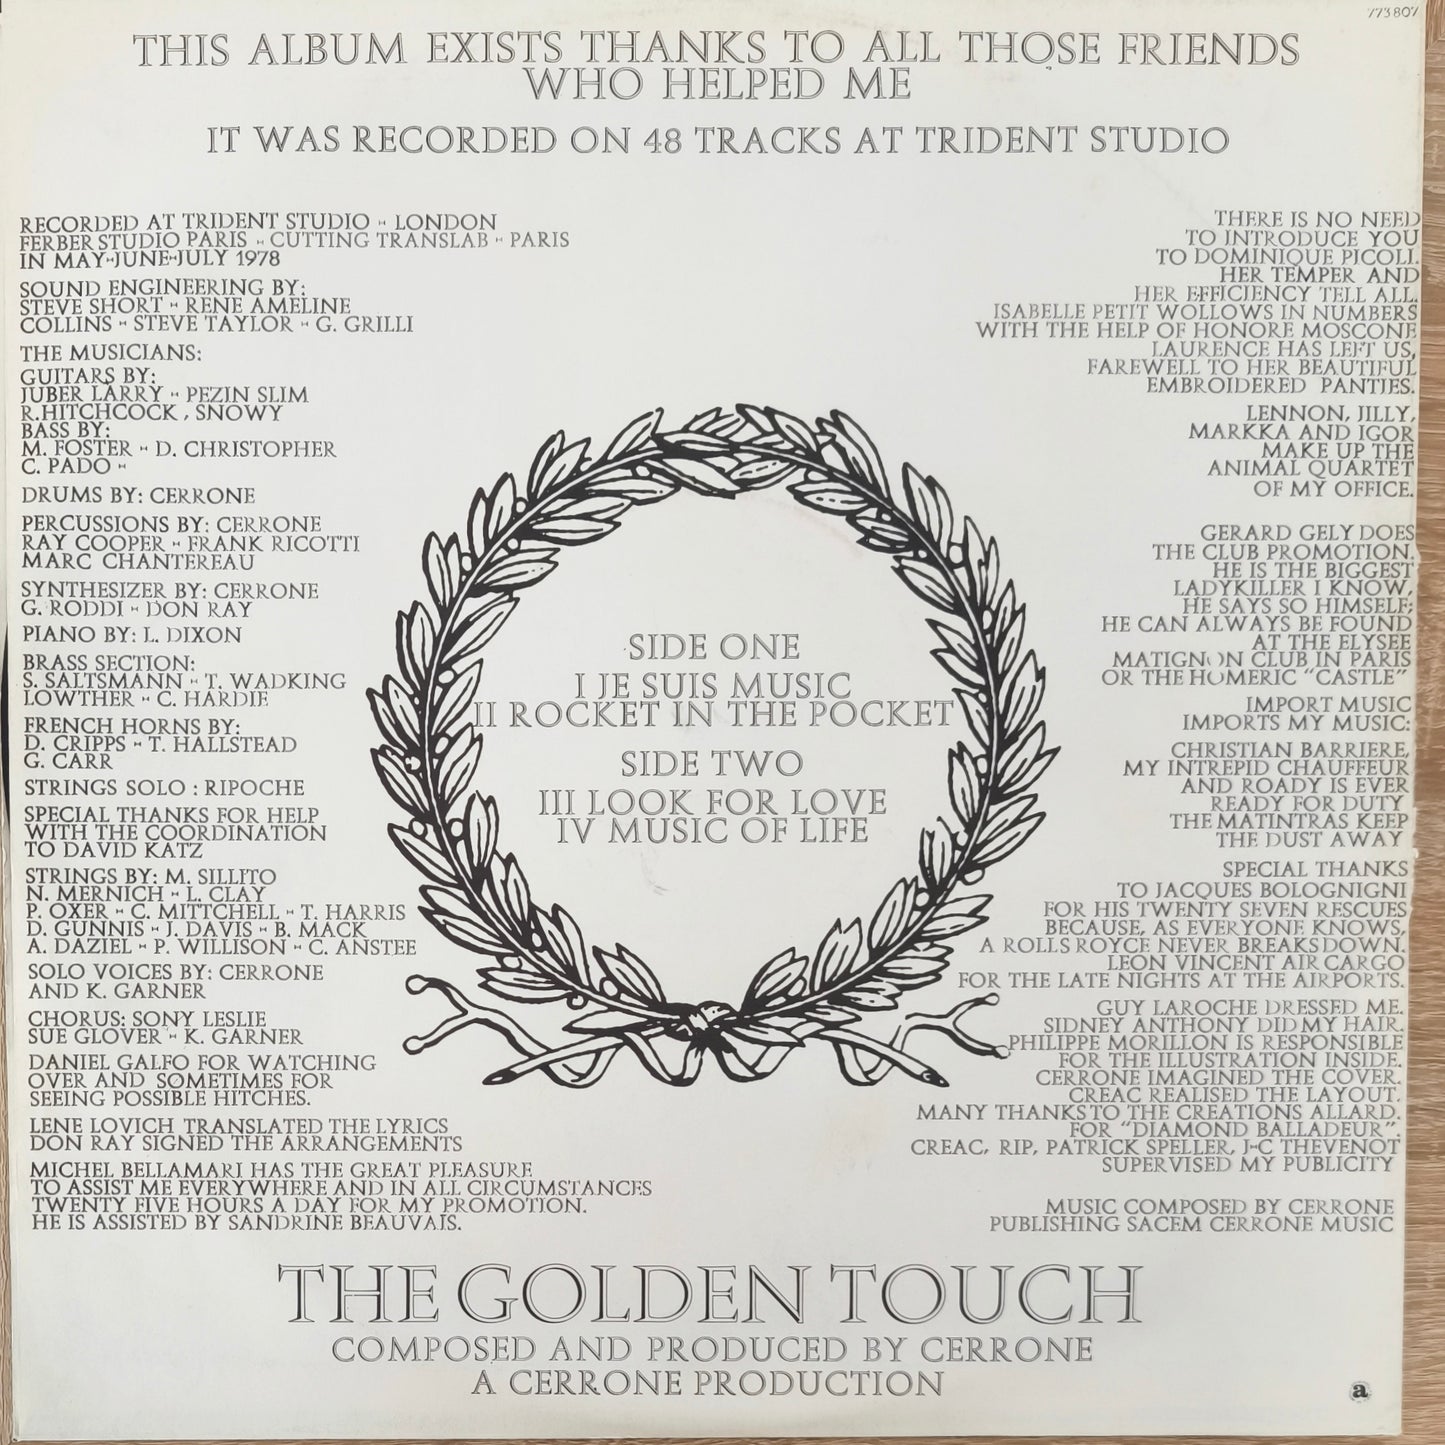 773807
THIS ALBUM EXISTS THANKS TO ALL THOSE FRIENDS
WHO HELPED ME
IT WAS RECORDED ON 48 TRACKS AT TRIDENT STUDIO
RECORDED AT TRIDENT STUDIO - LONDON
FERBER STUDIO PARIS - CUTTING TRANSLAB - PARIS
IN MAY-JUNE-JULY 1978
SOUND ENGINEERING BY:
STEVE SHORT - RENE AMELINE
COLLINS - STEVE TAYLOR - G. GRILLI
THE MUSICIANS:
GUITARS BY:
JUBER LARRY - PEZIN SLIM
R.HITCHCOCK , SNOWY
BASS BY:
M. FOSTER - D. CHRISTOPHER
C. PADO -
DRUMS BY: CERRONE
PERCUSSIONS BY: CERRONE
RAY COOPER - FRANK RICOTTI
MARC CHANTEREAU
SYNTHESIZER BY: CERRONE
G. RODDI - DON RAY
PIANO BY: L. DIXON
BRASS SECTION:
S. SALTSMANN - T. WADKING
LOWTHER - C. HARDIE
FRENCH HORNS BY:
D. CRIPPS - T. HALLSTEAD
G. CARR
STRINGS SOLO : RIPOCHE
SPECIAL THANKS FOR HELP
WITH THE COORDINATION
TO DAVID KATZ
STRINGS BY: M. SILLITO
N. MERNICH - L. CLAY
P. OXER - C. MITTCHELL - T. HARRIS
D. GUNNIS - J. DAVIS - B. MACK
A. DAZIEL - P. WILLISON - C. ANSTEE
SOLO VOICES BY: CERRONE
AND K. GARNER
CHORUS: SONY LESLIE
SUE GLOVER - K. GARNER
DANIEL GALFO FOR WATCHING
OVER AND SOMETIMES FOR
SEEING POSSIBLE HITCHES.
LENE LOVICH TRANSLATED THE LYRICS
DON RAY SIGNED THE ARRANGEMENTS
MICHEL BELLAMARI HAS THE GREAT PLEASURE
TO ASSIST ME EVERYWHERE AND IN ALL CIRCUMSTANCES
TWENTY FIVE HOURS A DAY FOR MY PROMOTION.
HE IS ASSISTED BY SANDRINE BEAUVAIS.
SIDE ONE
I JE SUIS MUSIC
II ROCKET IN THE POCKET
SIDE TWO
III LOOK FOR LOVE
IV MUSIC OF LIFE
THERE IS NO NEED
TO INTRODUCE YOU
TO DOMINIQUE PICOLI.
HER TEMPER AND
HER EFFICIENCY TELL ALL.
ISABELLE PETIT WOLLOWS IN NUMBERS
WITH THE HELP OF HONORE MOSCONE
LAURENCE HAS LEFT US,
FAREWELL TO HER BEAUTIFUL
EMBROIDERED PANTIES.
LENNON, JILLY,
MARKKA AND IGOR
MAKE UP THE
ANIMAL QUARTET
OF MY OFFICE.
GERARD GELY DOES
THE CLUB PROMOTION.
HE IS THE BIGGEST
LADYKILLER I KNOW,
HE SAYS SO HIMSELF;
HE CAN ALWAYS BE FOUND
AT THE ELYSEE
MATIGNON CLUB IN PARIS
OR THE HOMERIC "CASTLE"
IMPORT MUSIC
IMPORTS MY MUSIC:
CHRISTIAN BARRIERE,
MY INTREPID CHAUFFEUR
AND ROADY IS EVER
READY FOR DUTY
THE MATINTRAS KEEP
THE DUST AWAY
SPECIAL THANKS
TO JACQUES BOLOGNIGNI
FOR HIS TWENTY SEVEN RESCUES
BECAUSE, AS EVERYONE KNOWS,
A ROLLS ROYCE NEVER BREAKS DOWN.
LEON VINCENT AIR CARGO
FOR THE LATE NIGHTS AT THE AIRPORTS.
GUY LAROCHE DRESSED ME.
SIDNEY ANTHONY DID MY HAIR.
PHILIPPE MORILLON IS RESPONSIBLE
FOR THE ILLUSTRATION INSIDE.
CERRONE IMAGINED THE COVER.
CREAC REALISED THE LAYOUT.
MANY THANKS TO THE CREATIONS ALLARD.
FOR "DIAMOND BALLADEUR".
CREAC, RIP, PATRICK SPELLER, J-C THEVENOT
SUPERVISED MY PUBLICITY
MUSIC COMPOSED BY CERRONE
PUBLISHING SACEM CERRONE MUSIC
THE GOLDEN TOUCH
COMPOSED AND PRODUCED BY CERRONE
A CERRONE PRODUCTION
a